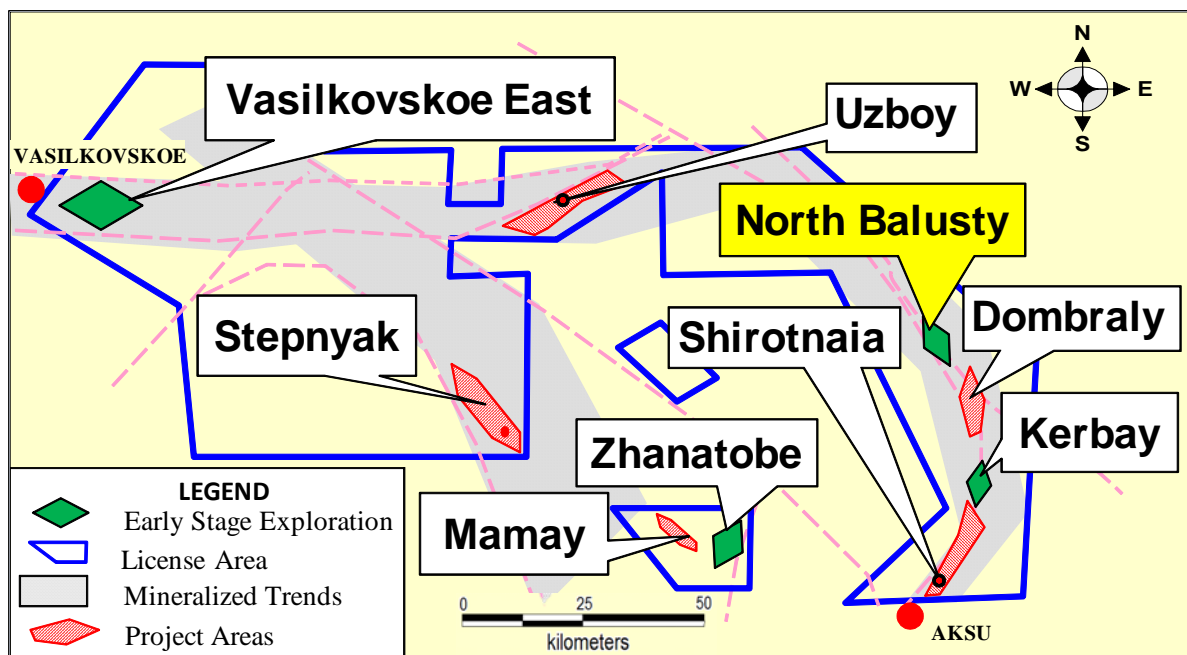 N
W E
S
Vasilkovskoe East
Uzboy
VASILKOVSKOE
North Balusty
Stepnyak
Shirotnaia
Dombraly
Zhanatobe
Kerbay
Mamay
LEGEND
Early Stage Exploration
License Area
Mineralized Trends
Project Areas
0 25 50
kilometers
AKSU